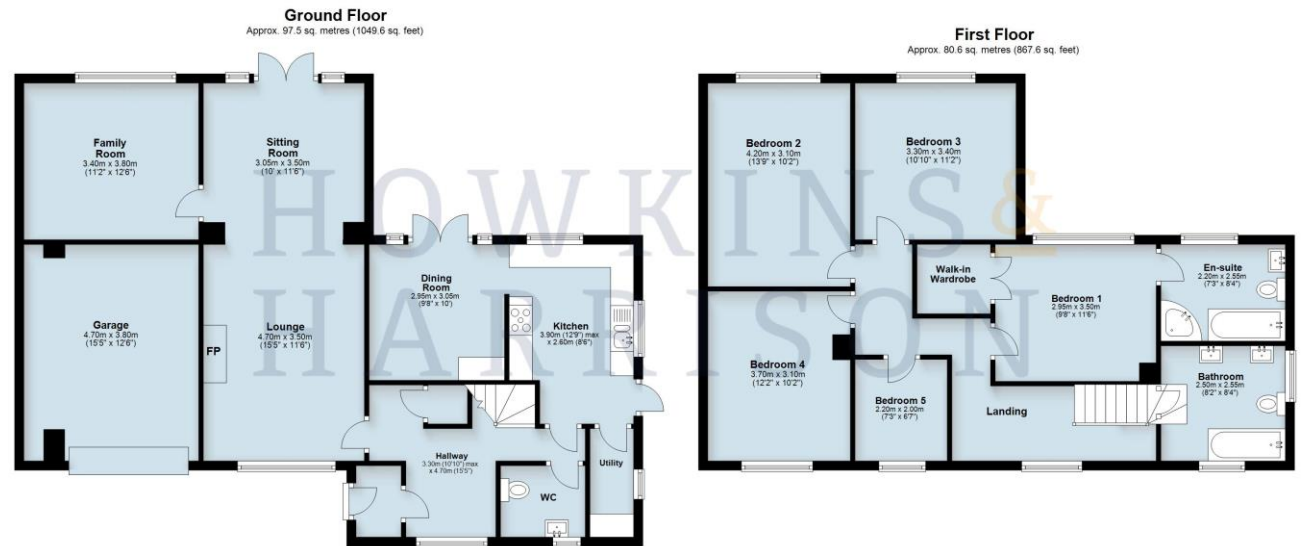 Ground Floor
Approx. 97.5 sq. metres (1049.6 sq. feet)
Family
Room
3.40m x 3.80m
(11'2" x 12'6")
Sitting
Room
3.05m x 3.50m
(10' x 11'6")
Garage
4.70m x 3.80m
(15'5" x 12'6")
FP
Lounge
4.70m x 3.50m
(15'5" x 11'6")
Dining
Room
2.95m x 3.05m
(9'8" x 10')
Kitchen
3.90m (12'9") max
x 2.60m (8'6")
Hallway
3.30m (10'10") max
x 4.70m (15'5")
WC
Utility
First Floor
Approx. 80.6 sq. metres (867.6 sq. feet)
Bedroom 2
4.20m x 3.10m
(13'9" x 10'2")
Bedroom 3
3.30m x 3.40m
(10'10" x 11'2")
Walk-in
Wardrobe
Bedroom 1
2.95m x 3.50m
(9'8" x 11'6")
En-suite
2.20m x 2.55m
(7'3" x 8'4")
Bedroom 4
3.70m x 3.10m
(12'2" x 10'2")
Bedroom 5
2.20m x 2.00m
(7'3" x 6'7")
Landing
Bathroom
2.50m x 2.55m
(8'2" x 8'4")
HOWKINS &
HARRISON